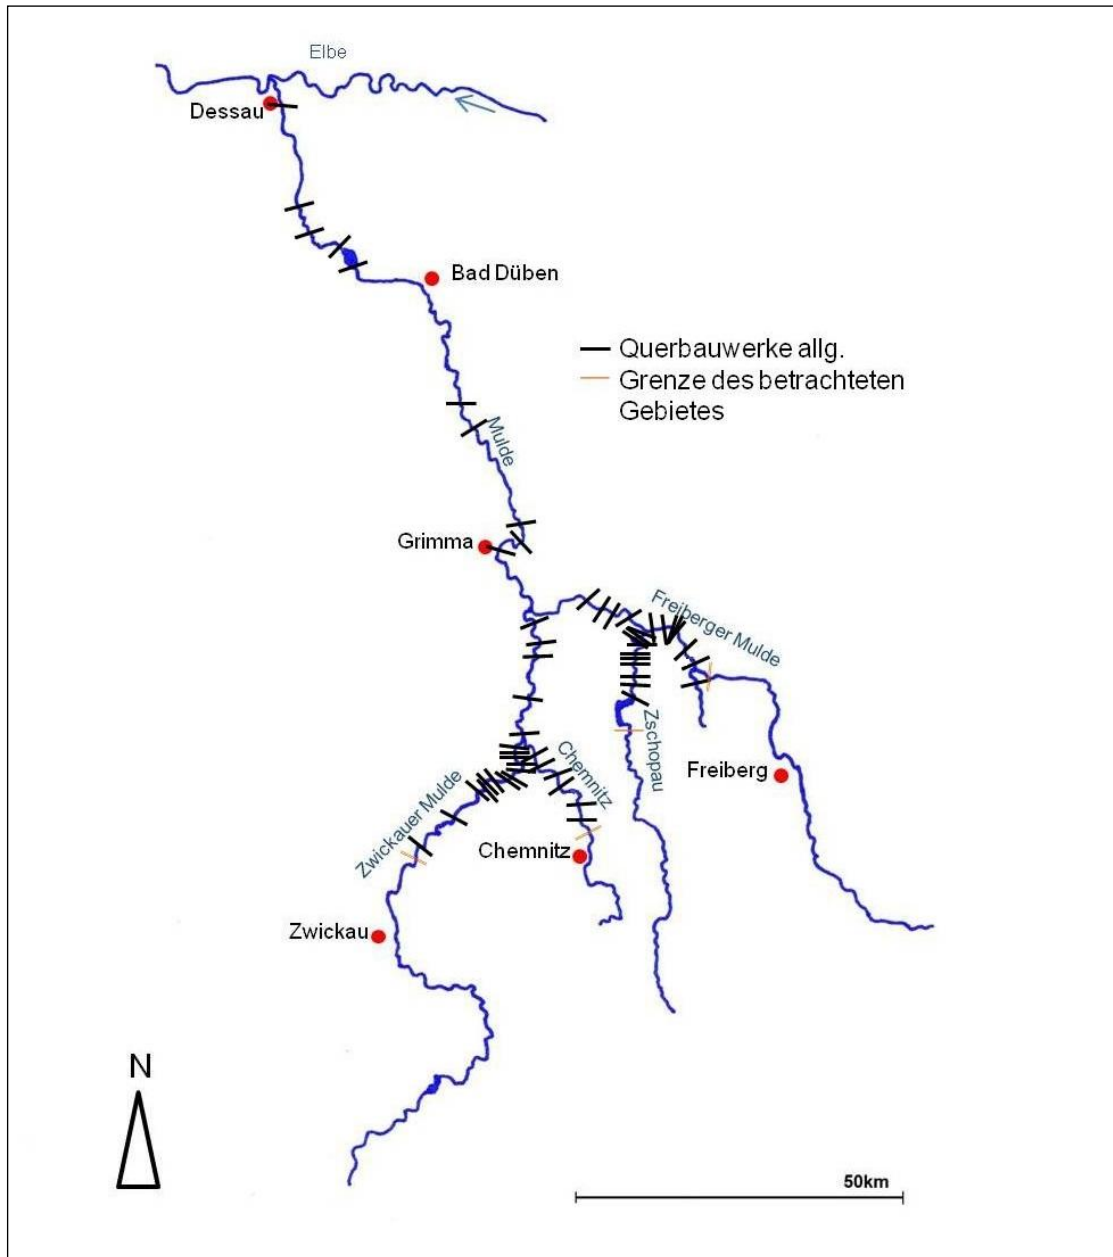 Elbe
Dessau
Bad Düben
Querbauwerke allg.
Grenze des betrachteten
Gebietes
Mulde
Grimma
Freiberger Mulde
Zschopau
Chemnitz
Freiberg
Zwickauer Mulde
Chemnitz
Zwickau
N
50km